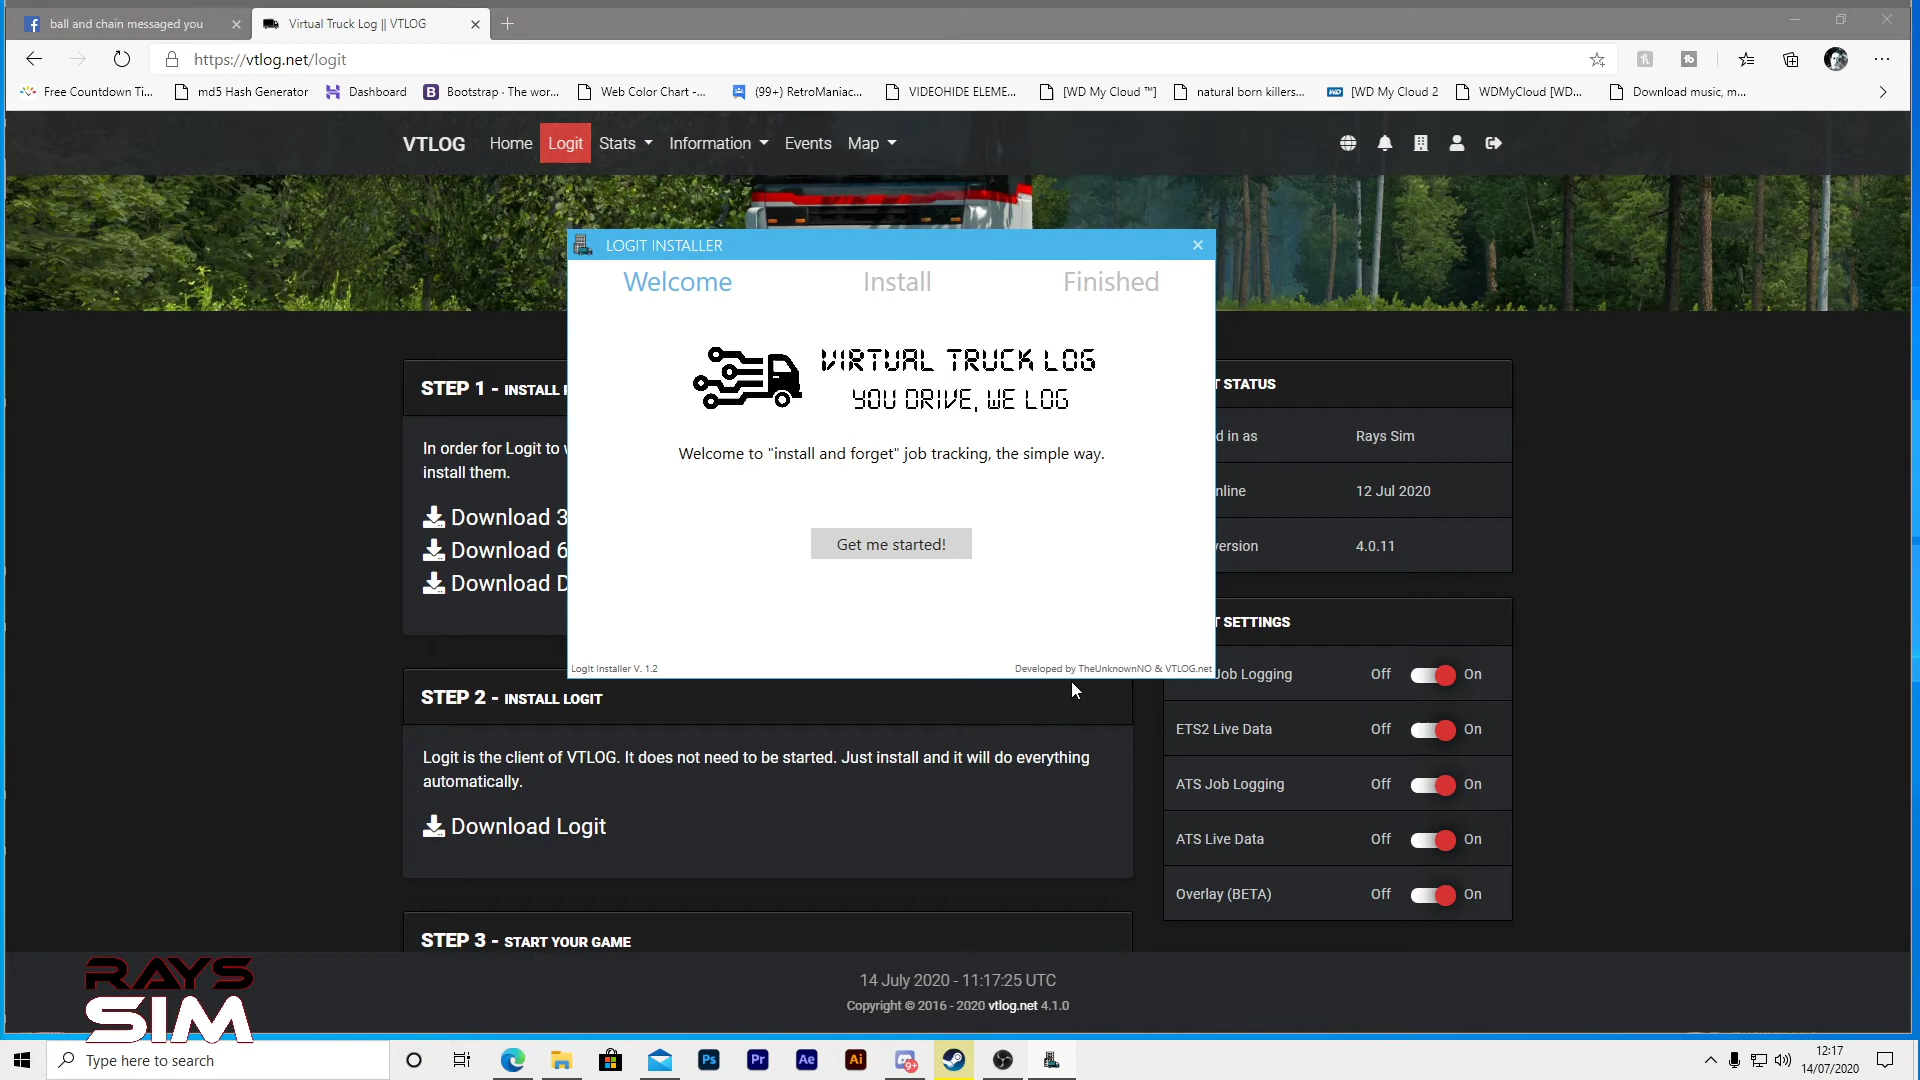 ball and chain messaged you
Virtual Truck Log || VTLOG
https://vtlog.net/logit
Free Countdown Ti...
md5 Hash Generator
Dashboard
Bootstrap · The wor...
Web Color Chart -...
(99+) RetroManiac...
VIDEOHIDE ELEME...
[WD My Cloud ™]
natural born killers...
[WD My Cloud 2
WDMyCloud [WD...
Download music, m...
VTLOG
Home
Logit
Stats
Information
Events
Map
LOGIT INSTALLER
Welcome
Install
Finished
VIRTUAL TRUCK LOG
YOU DRIVE, WE LOG
Welcome to "install and forget" job tracking, the simple way.
Get me started!
LogIt Installer V. 1.2
Developed by TheUnknownNO & VTLOG.net
STEP 1 - INSTALL
In order for Logit to
install them.
Download 3
Download 6
Download D
STEP 2 - INSTALL LOGIT
Logit is the client of VTLOG. It does not need to be started. Just install and it will do everything
automatically.
Download Logit
STEP 3 - START YOUR GAME
T STATUS
d in as Rays Sim
nline 12 Jul 2020
ersion 4.0.11
T SETTINGS
Job Logging Off On
ETS2 Live Data Off On
ATS Job Logging Off On
ATS Live Data Off On
Overlay (BETA) Off On
14 July 2020 - 11:17:25 UTC
Copyright © 2016 - 2020 vtlog.net 4.1.0
RAYS
SIM
Type here to search
Ps
Pr
Ae
Ai
9+
12:17
14/07/2020